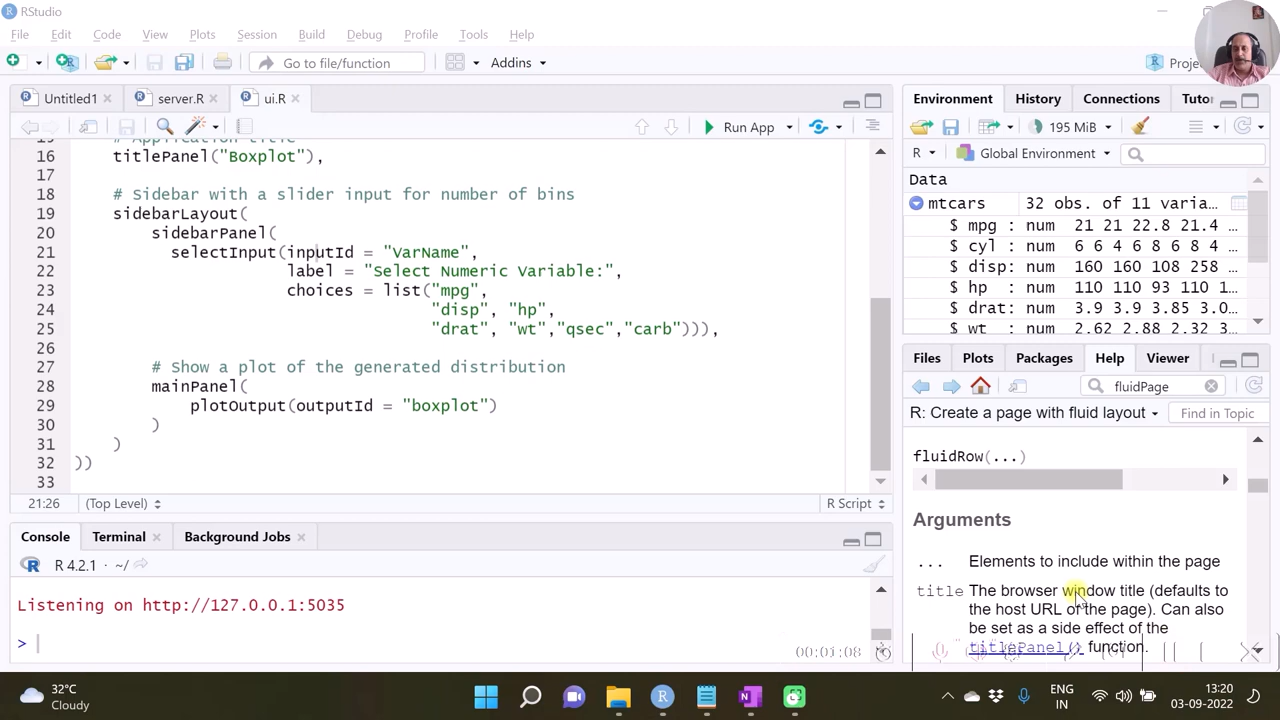 RStudio
File Edit Code View Plots Session Build Debug Profile Tools Help
Go to file/function Addins
Untitled1 server.R ui.R
Run App
15 # Application title
16 titlePanel("Boxplot"),
17
18 # Sidebar with a slider input for number of bins
19 sidebarLayout(
20 sidebarPanel(
21 selectInput(inputId = "VarName",
22 label = "Select Numeric Variable:",
23 choices = list("mpg",
24 "disp", "hp",
25 "drat", "wt","qsec","carb"))),
26
27 # Show a plot of the generated distribution
28 mainPanel(
29 plotOutput(outputId = "boxplot")
30 )
31 )
32 ))
33
21:26 (Top Level) R Script
Console Terminal Background Jobs
R 4.2.1 · ~/
Listening on http://127.0.0.1:5035
>
Environment History Connections Tuto
195 MiB
R Global Environment
Data
mtcars 32 obs. of 11 varia…
$ mpg : num 21 21 22.8 21.4
$ cyl : num 6 6 4 6 8 6 8 4
$ disp: num 160 160 108 258
$ hp : num 110 110 93 110 1
$ drat: num 3.9 3.9 3.85 3.0
$ wt : num 2.62 2.88 2.32 3
Files Plots Packages Help Viewer
fluidPage
R: Create a page with fluid layout Find in Topic
fluidRow(...)
Arguments
... Elements to include within the page
title The browser window title (defaults to
the host URL of the page). Can also
be set as a side effect of the
titlePanel() function.
00:01:08
32°C
Cloudy
ENG
IN
13:20
03-09-2022